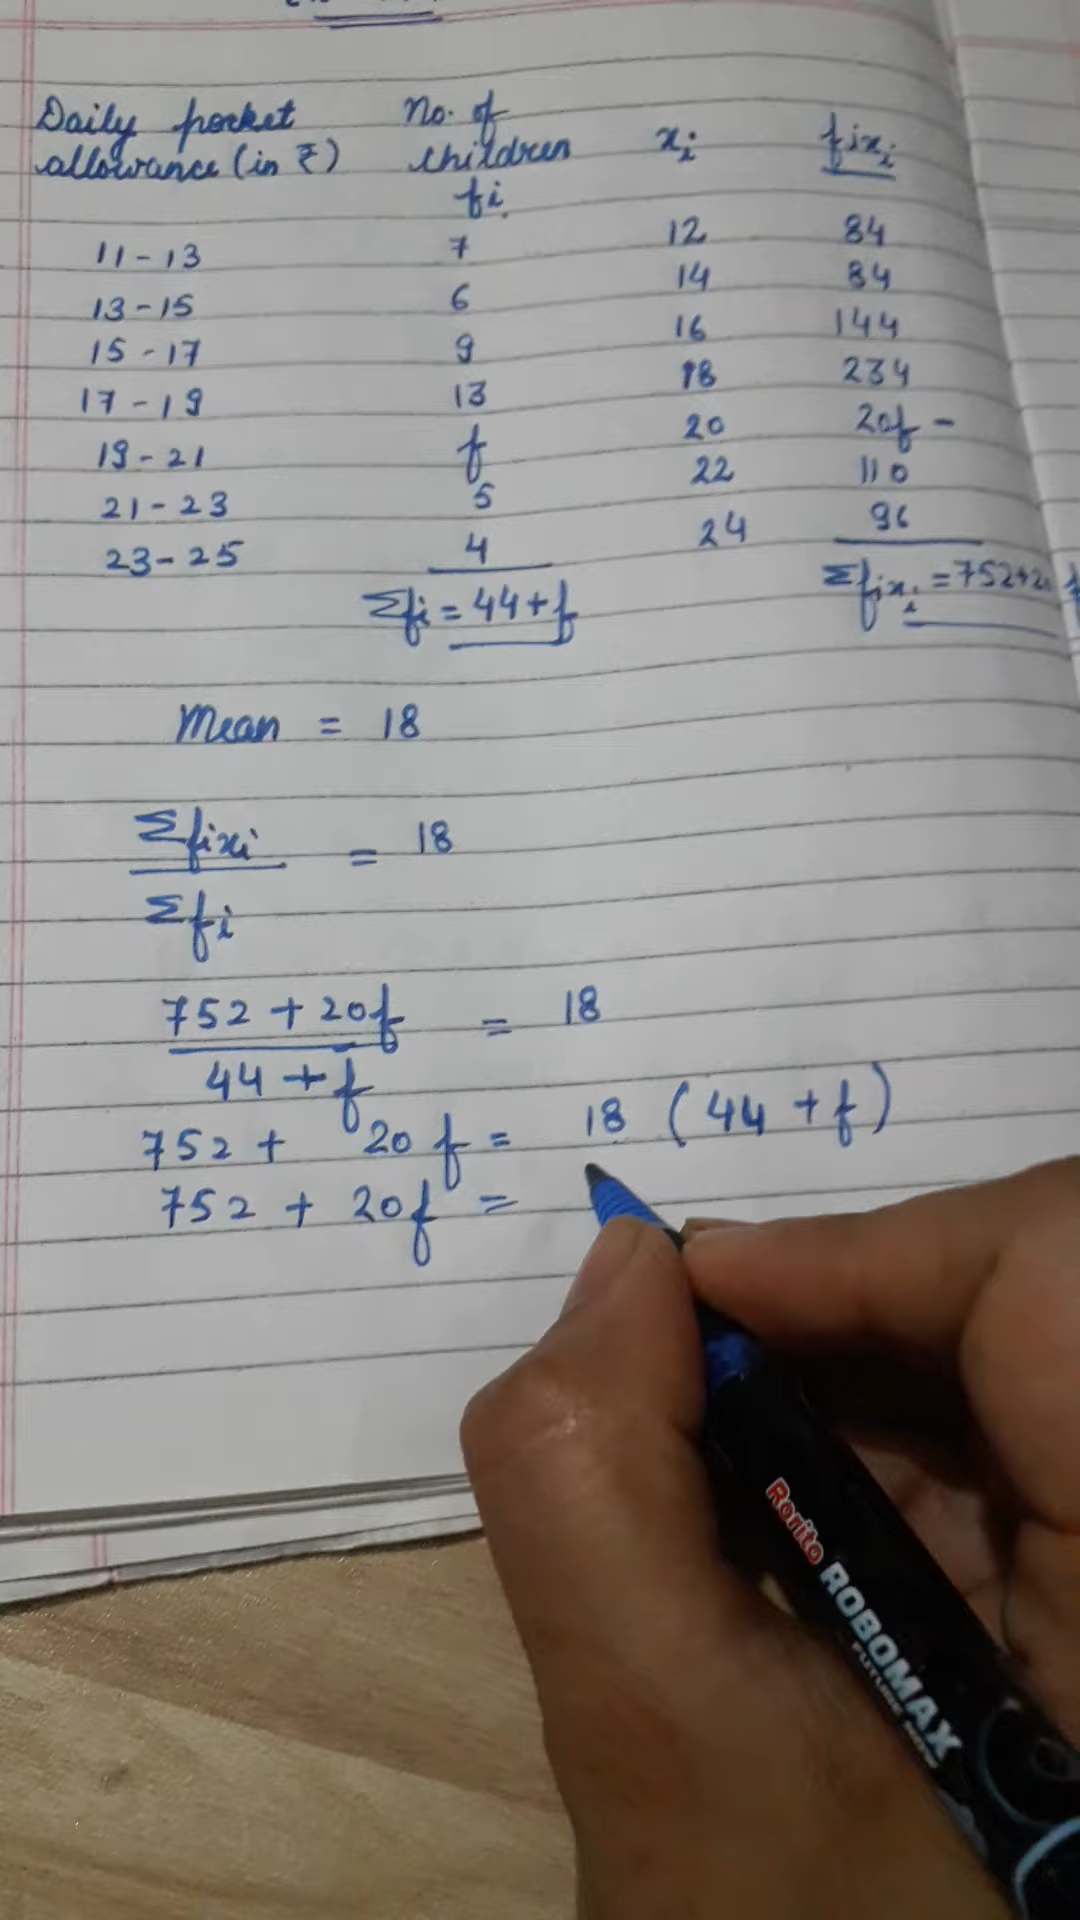 Daily pocket allowance (in ₹) No. of children fi xi fixi
11 - 13 7 12 84
13 - 15 6 14 84
15 - 17 9 16 144
17 - 19 13 18 234
19 - 21 f 20 20f -
21 - 23 5 22 110
23 - 25 4 24 96
Σfi = 44 + f Σfixi = 752 + 20f
Mean = 18
Σfixi / Σfi = 18
752 + 20f / 44 + f = 18
752 + 20 f = 18 (44 + f)
752 + 20f =
Rorito
ROBOMAX